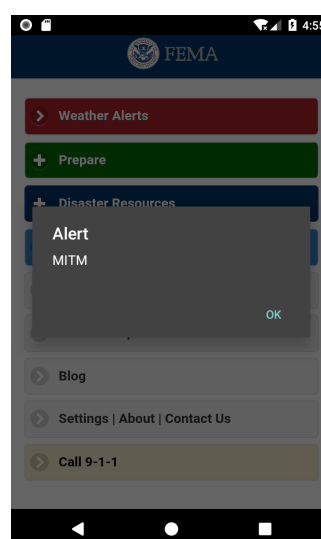 4:55
FEMA
Weather Alerts
Prepare
Disaster Resources
Alert
MITM
OK
Blog
Settings | About | Contact Us
Call 9-1-1